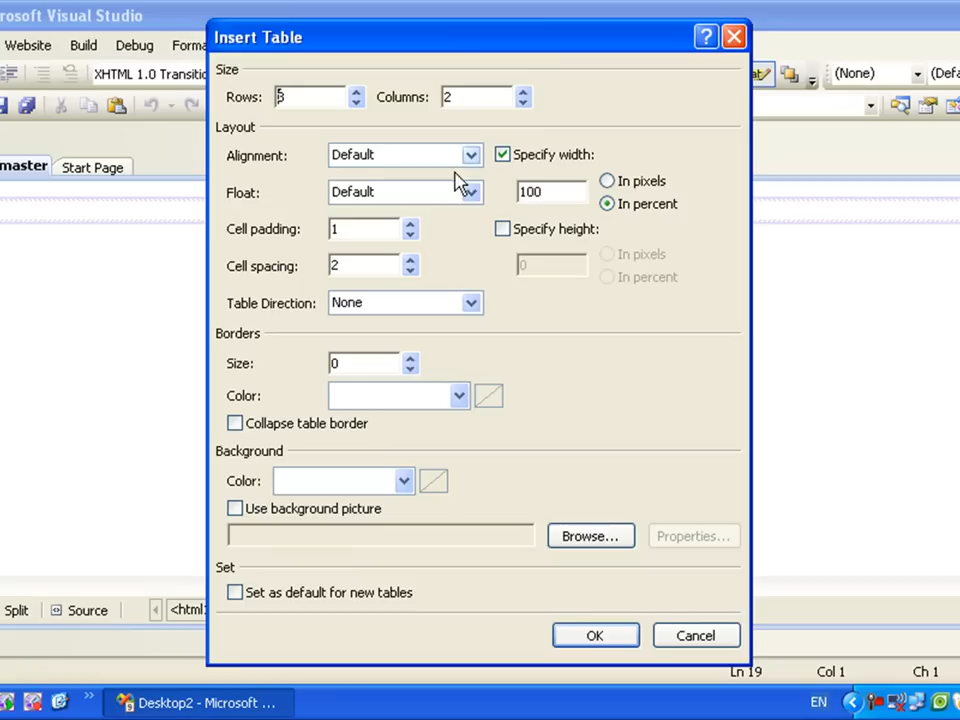 rosoft Visual Studio
Insert Table
Website Build Debug Forma
Size
XHTML 1.0 Transitio
(None)
(Defa
Rows: 3 Columns: 2
Layout
master Start Page
Alignment: Default Specify width:
In pixels
Float: Default 100
In percent
Cell padding: 1 Specify height:
In pixels
Cell spacing: 2 0
In percent
Table Direction: None
Borders
Size: 0
Color:
Collapse table border
Background
Color:
Use background picture
Browse... Properties...
Set
Set as default for new tables
Split Source <html>
OK Cancel
Ln 19 Col 1 Ch 1
Desktop2 - Microsoft ... EN